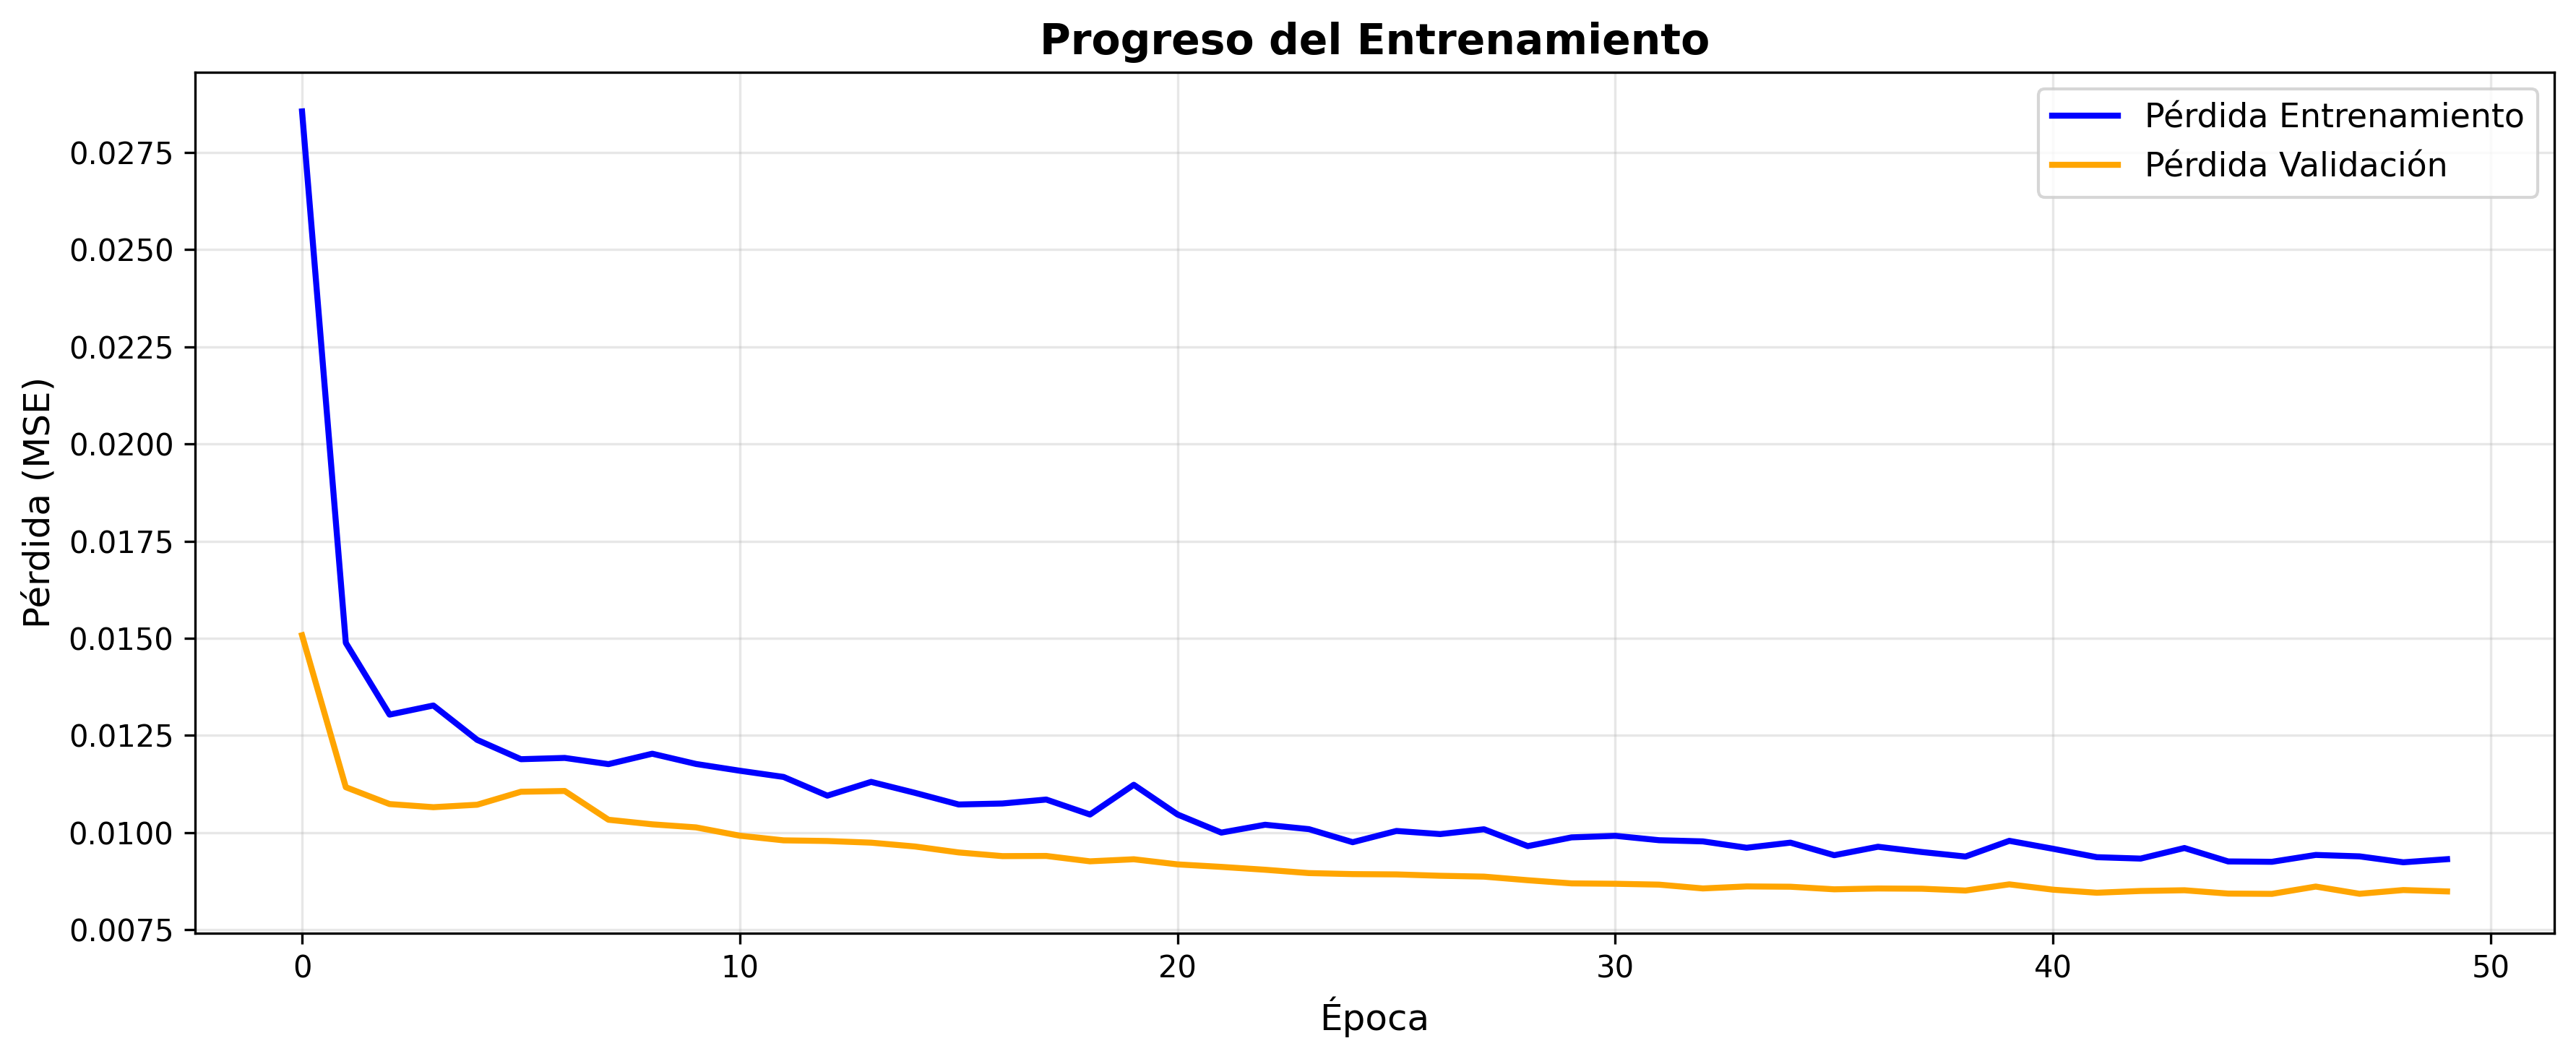 Progreso del Entrenamiento
Pérdida Entrenamiento
Pérdida Validación
Pérdida (MSE)
0.0275
0.0250
0.0225
0.0200
0.0175
0.0150
0.0125
0.0100
0.0075
0 10 20 30 40 50
Época